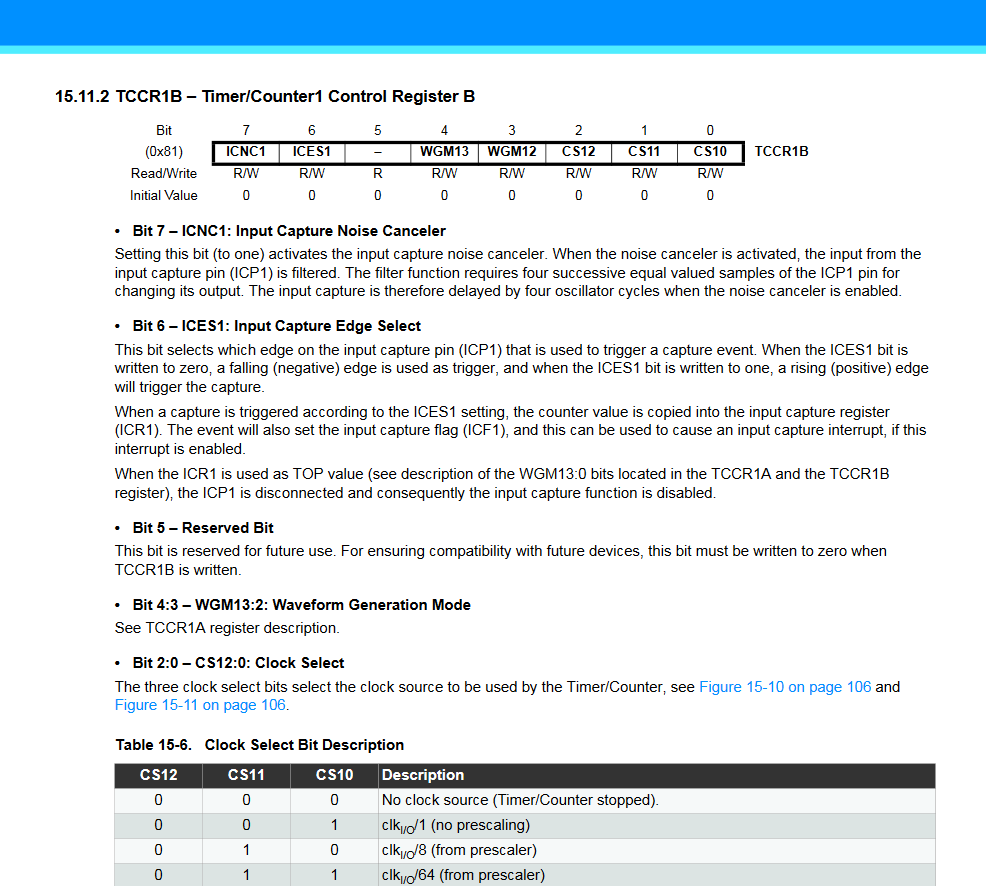 15.11.2 TCCR1B – Timer/Counter1 Control Register B
Bit 7 6 5 4 3 2 1 0
(0x81) ICNC1 ICES1 – WGM13 WGM12 CS12 CS11 CS10 TCCR1B
Read/Write R/W R/W R R/W R/W R/W R/W R/W
Initial Value 0 0 0 0 0 0 0 0
• Bit 7 – ICNC1: Input Capture Noise Canceler
Setting this bit (to one) activates the input capture noise canceler. When the noise canceler is activated, the input from the
input capture pin (ICP1) is filtered. The filter function requires four successive equal valued samples of the ICP1 pin for
changing its output. The input capture is therefore delayed by four oscillator cycles when the noise canceler is enabled.
• Bit 6 – ICES1: Input Capture Edge Select
This bit selects which edge on the input capture pin (ICP1) that is used to trigger a capture event. When the ICES1 bit is
written to zero, a falling (negative) edge is used as trigger, and when the ICES1 bit is written to one, a rising (positive) edge
will trigger the capture.
When a capture is triggered according to the ICES1 setting, the counter value is copied into the input capture register
(ICR1). The event will also set the input capture flag (ICF1), and this can be used to cause an input capture interrupt, if this
interrupt is enabled.
When the ICR1 is used as TOP value (see description of the WGM13:0 bits located in the TCCR1A and the TCCR1B
register), the ICP1 is disconnected and consequently the input capture function is disabled.
• Bit 5 – Reserved Bit
This bit is reserved for future use. For ensuring compatibility with future devices, this bit must be written to zero when
TCCR1B is written.
• Bit 4:3 – WGM13:2: Waveform Generation Mode
See TCCR1A register description.
• Bit 2:0 – CS12:0: Clock Select
The three clock select bits select the clock source to be used by the Timer/Counter, see Figure 15-10 on page 106 and
Figure 15-11 on page 106.
Table 15-6. Clock Select Bit Description
CS12 CS11 CS10 Description
0 0 0 No clock source (Timer/Counter stopped).
0 0 1 clkI/O/1 (no prescaling)
0 1 0 clkI/O/8 (from prescaler)
0 1 1 clkI/O/64 (from prescaler)